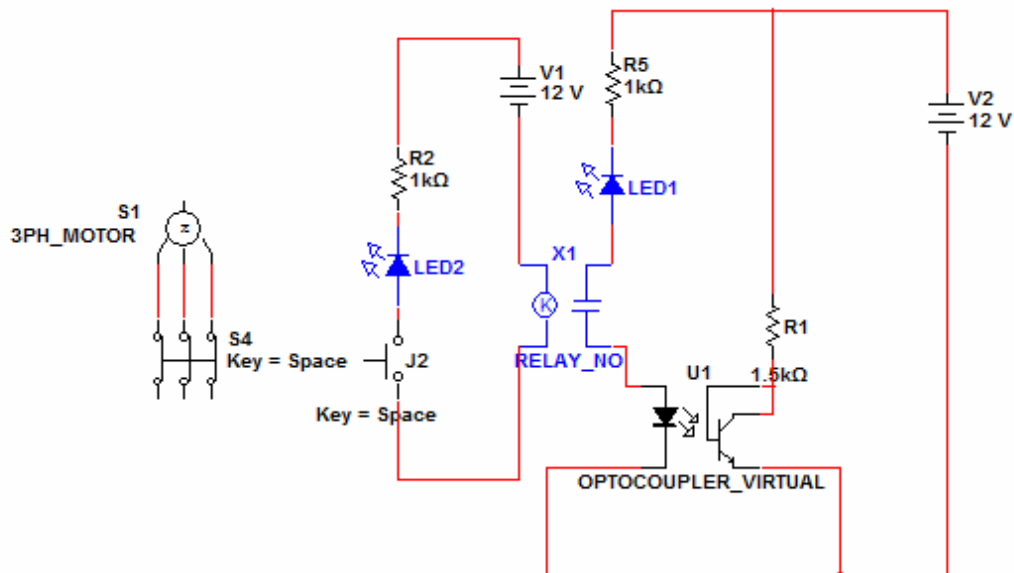 V1
12 V
R5
1kΩ
V2
12 V
R2
1kΩ
LED1
S1
3PH_MOTOR
z
X1
LED2
K
S4
Key = Space
J2
RELAY_NO
R1
1.5kΩ
U1
Key = Space
OPTOCOUPLER_VIRTUAL